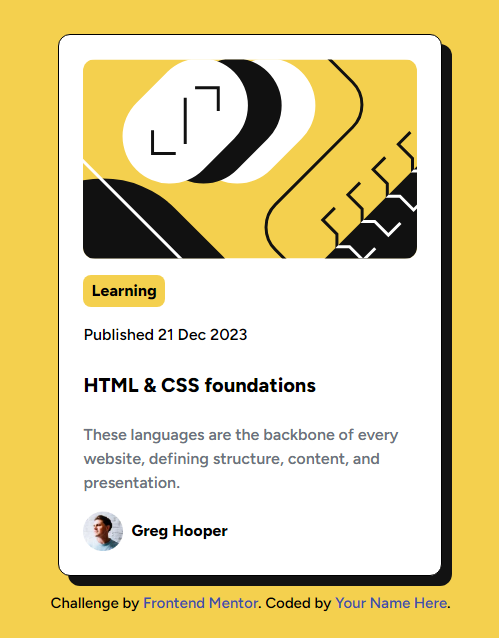 Learning
Published 21 Dec 2023
HTML & CSS foundations
These languages are the backbone of every
website, defining structure, content, and
presentation.
Greg Hooper
Challenge by Frontend Mentor. Coded by Your Name Here.